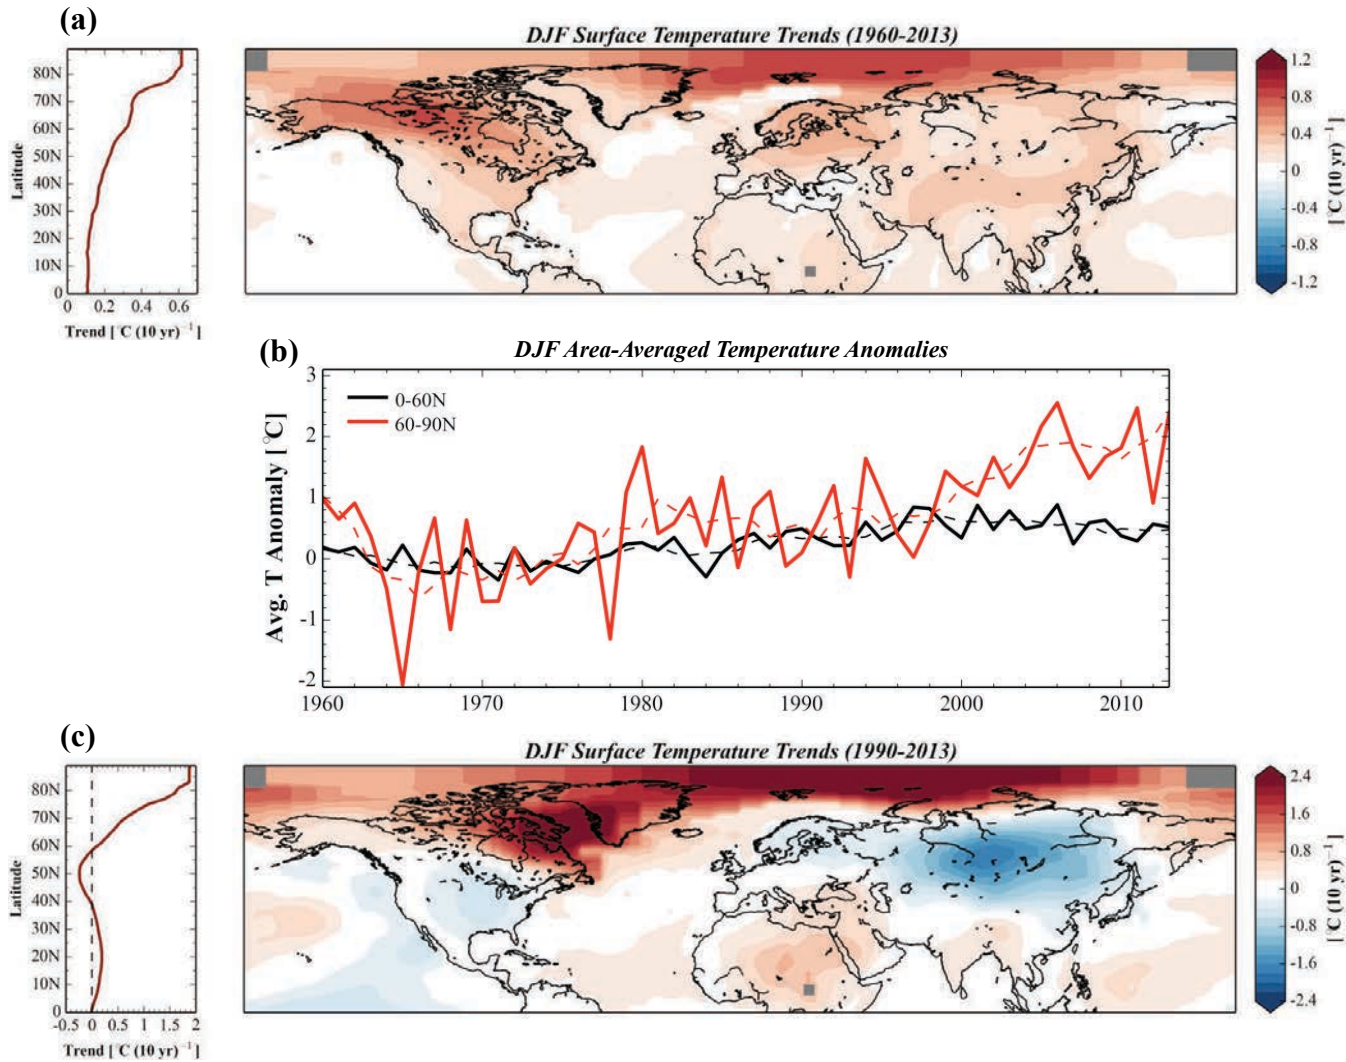 (a)
DJF Surface Temperature Trends (1960-2013)
80N
70N
60N
50N
40N
30N
20N
10N
0
Latitude
0 0.2 0.4 0.6
Trend [°C (10 yr)⁻¹]
1.2
0.8
0.4
0
-0.4
-0.8
-1.2
[°C (10 yr)⁻¹]
(b)
DJF Area-Averaged Temperature Anomalies
0-60N
60-90N
3
2
1
0
-1
-2
Avg. T Anomaly [°C]
1960 1970 1980 1990 2000 2010
(c)
DJF Surface Temperature Trends (1990-2013)
80N
70N
60N
50N
40N
30N
20N
10N
0
Latitude
-0.5 0 0.5 1 1.5 2
Trend [°C (10 yr)⁻¹]
2.4
1.6
0.8
0
-0.8
-1.6
-2.4
[°C (10 yr)⁻¹]